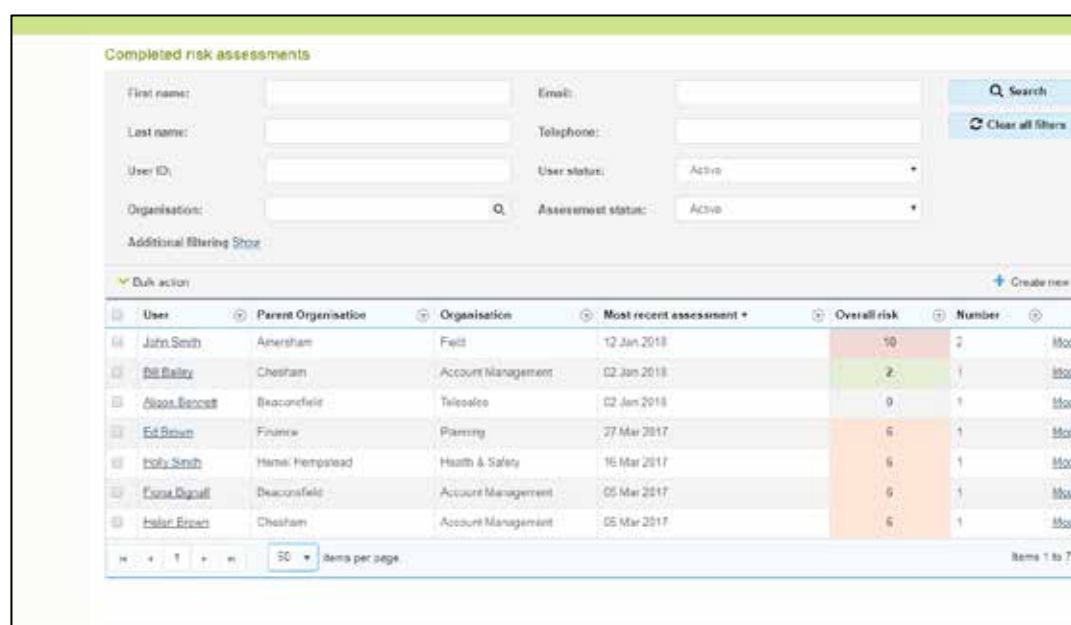 Completed risk assessments
First name: Email: Search
Last name: Telephone: Clear all filters
User ID: User status: Active
Organisation: Assessment status: Active
Additional filtering Show
Bulk action Create new
User Parent Organisation Organisation Most recent assessment Overall risk Number
John Smith Amersham Field 12 Jan 2018 10 2
Bill Bailey Chesham Account Management 02 Jan 2018 2 1
Alison Bennett Beaconsfield Telesales 02 Jan 2018 0 1
Ed Brown Finance Planning 27 Mar 2017 6 1
Holly Smith Hemel Hempstead Health & Safety 16 Mar 2017 6 1
Fiona Bignall Beaconsfield Account Management 05 Mar 2017 6 1
Helen Brown Chesham Account Management 05 Mar 2017 6 1
1 50 items per page Items 1 to 7